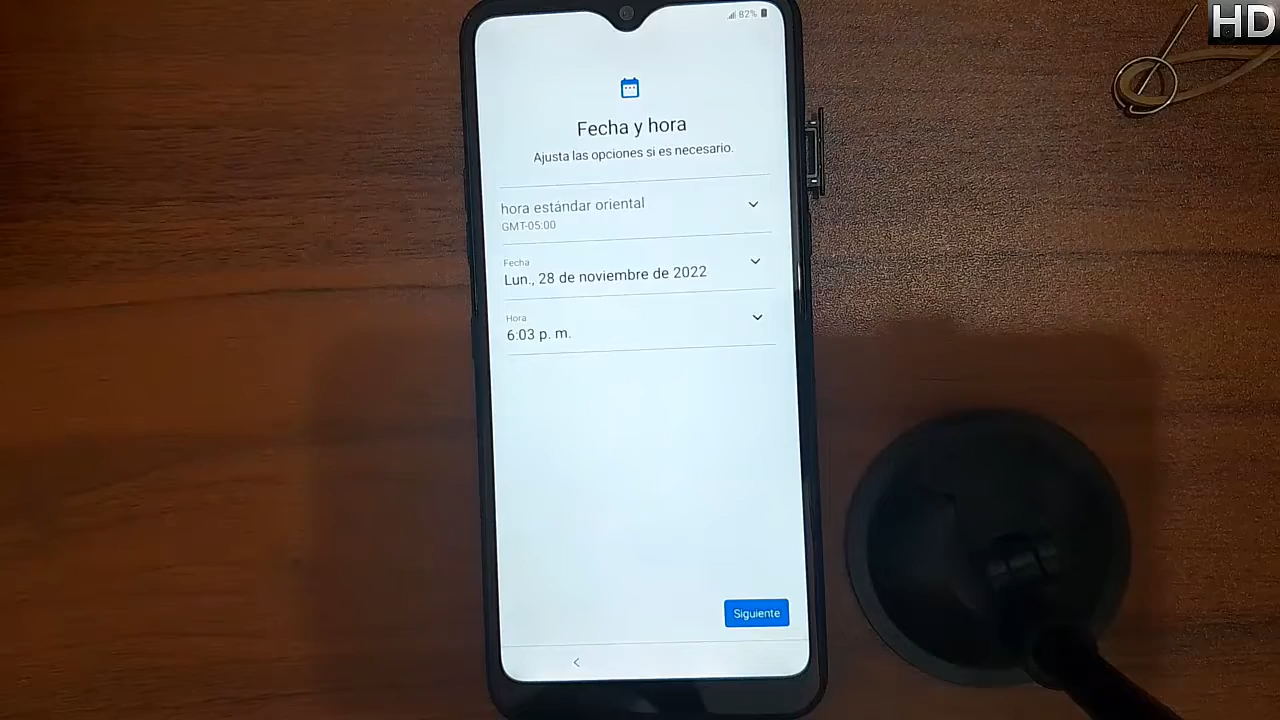 HD
82%
Fecha y hora
Ajusta las opciones si es necesario.
hora estándar oriental
GMT-05:00
Fecha
Lun., 28 de noviembre de 2022
Hora
6:03 p. m.
Siguiente